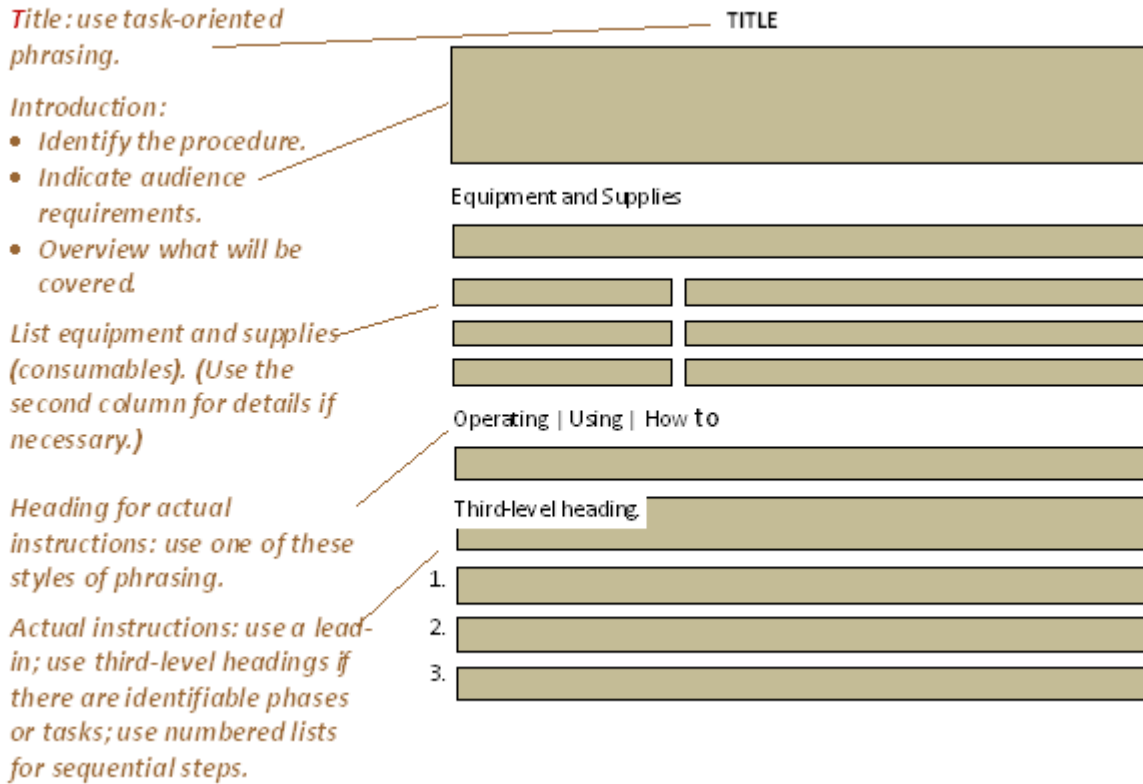 Title: use task-oriented
phrasing.
Introduction:
• Identify the procedure.
• Indicate audience
requirements.
• Overview what will be
covered.
List equipment and supplies
(consumables). (Use the
second column for details if
necessary.)
Heading for actual
instructions: use one of these
styles of phrasing.
Actual instructions: use a lead-
in; use third-level headings if
there are identifiable phases
or tasks; use numbered lists
for sequential steps.
TITLE
Equipment and Supplies
Operating | Using | How to
Third-level heading.
1.
2.
3.